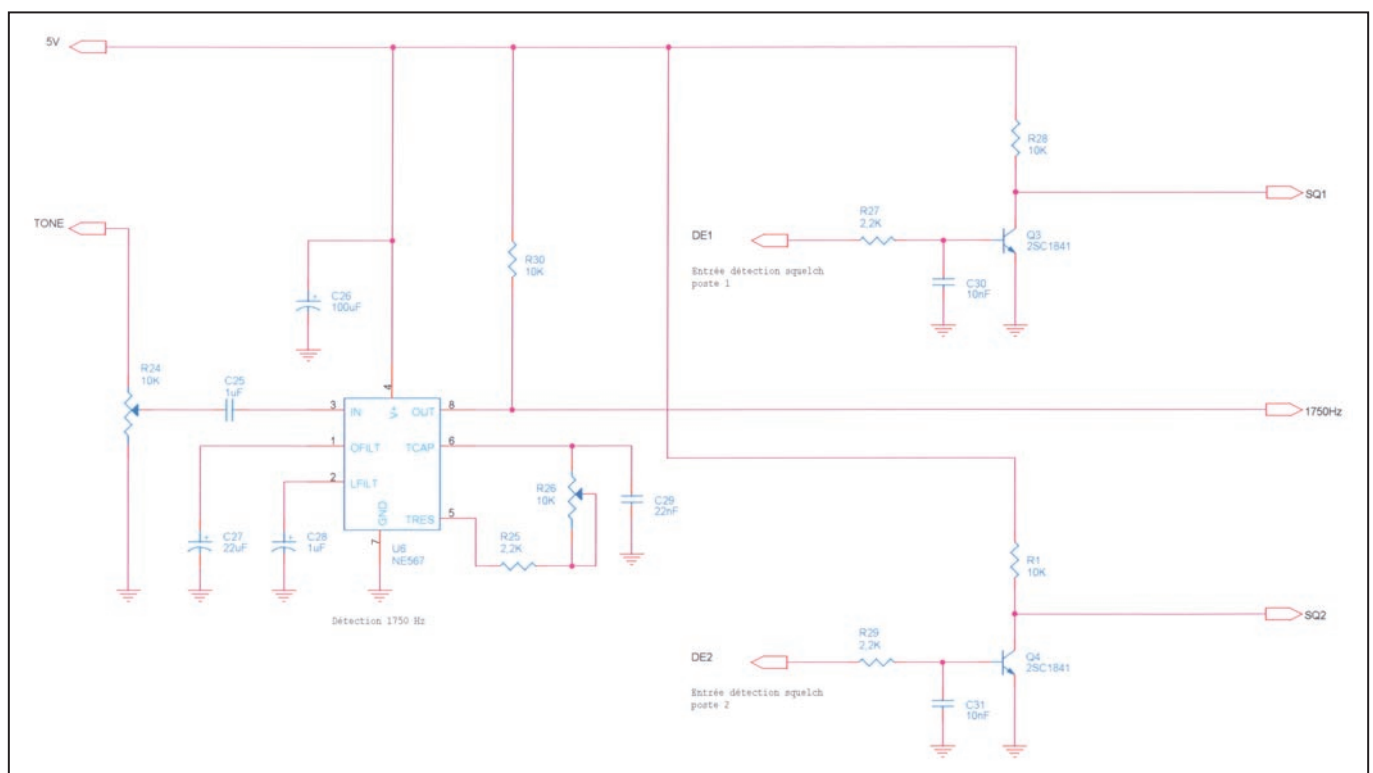 5V
R28
10K
SQ1
TONE
R27
2,2K
DE1
Q3
2SC1841
Entrée détection squelch
poste 1
C30
10nF
R30
10K
C26
100uF
R24
10K
C25
1uF
4
3
IN
V+
OUT
8
1750Hz
1
OFILT
TCAP
6
2
LFILT
R26
10K
C29
22nF
GND
TRES
5
C27
22uF
C28
1uF
7
U6
NE567
R25
2,2K
R1
10K
Détection 1750 Hz
SQ2
R29
2,2K
DE2
Q4
2SC1841
Entrée détection squelch
poste 2
C31
10nF